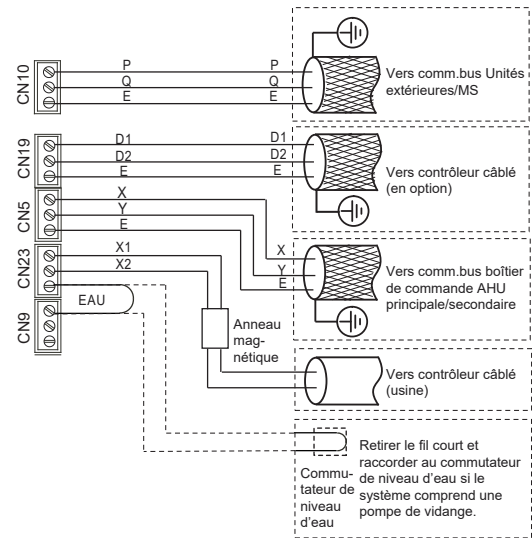 CN10
P
P
Q
Q
E
E
Vers comm.bus Unités
extérieures/MS
CN19
D1
D1
D2
D2
E
E
Vers contrôleur câblé
(en option)
CN5
X
Y
E
X
Y
E
Vers comm.bus boîtier
de commande AHU
principale/secondaire
CN23
X1
X2
EAU
CN9
Anneau
mag-
nétique
Vers contrôleur câblé
(usine)
Commu-
tateur de
niveau
d'eau
Retirer le fil court et
raccorder au commutateur
de niveau d'eau si le
système comprend une
pompe de vidange.